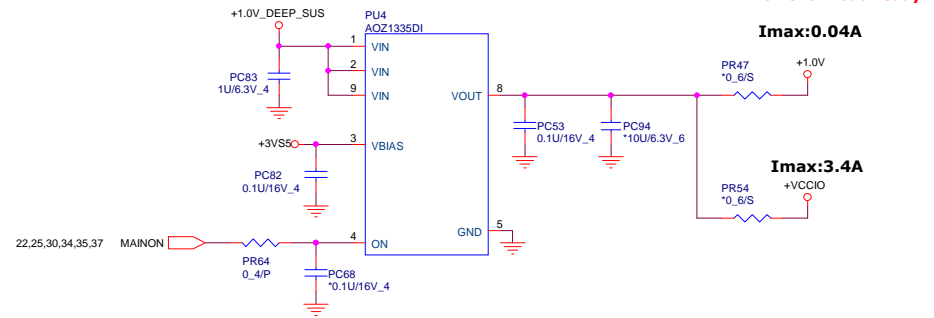 +1.0V_DEEP_SUS
PU4
AOZ1335DI
Imax:0.04A
1
VIN
2
VIN
9
VIN
PC83
1U/6.3V_4
VOUT
8
PR47
*0_6/S
+1.0V
PC53
0.1U/16V_4
PC94
*10U/6.3V_6
+3VS5
3
VBIAS
PC82
0.1U/16V_4
Imax:3.4A
PR54
*0_6/S
+VCCIO
22,25,30,34,35,37
MAINON
4
ON
GND
5
PR64
0_4/P
PC68
*0.1U/16V_4